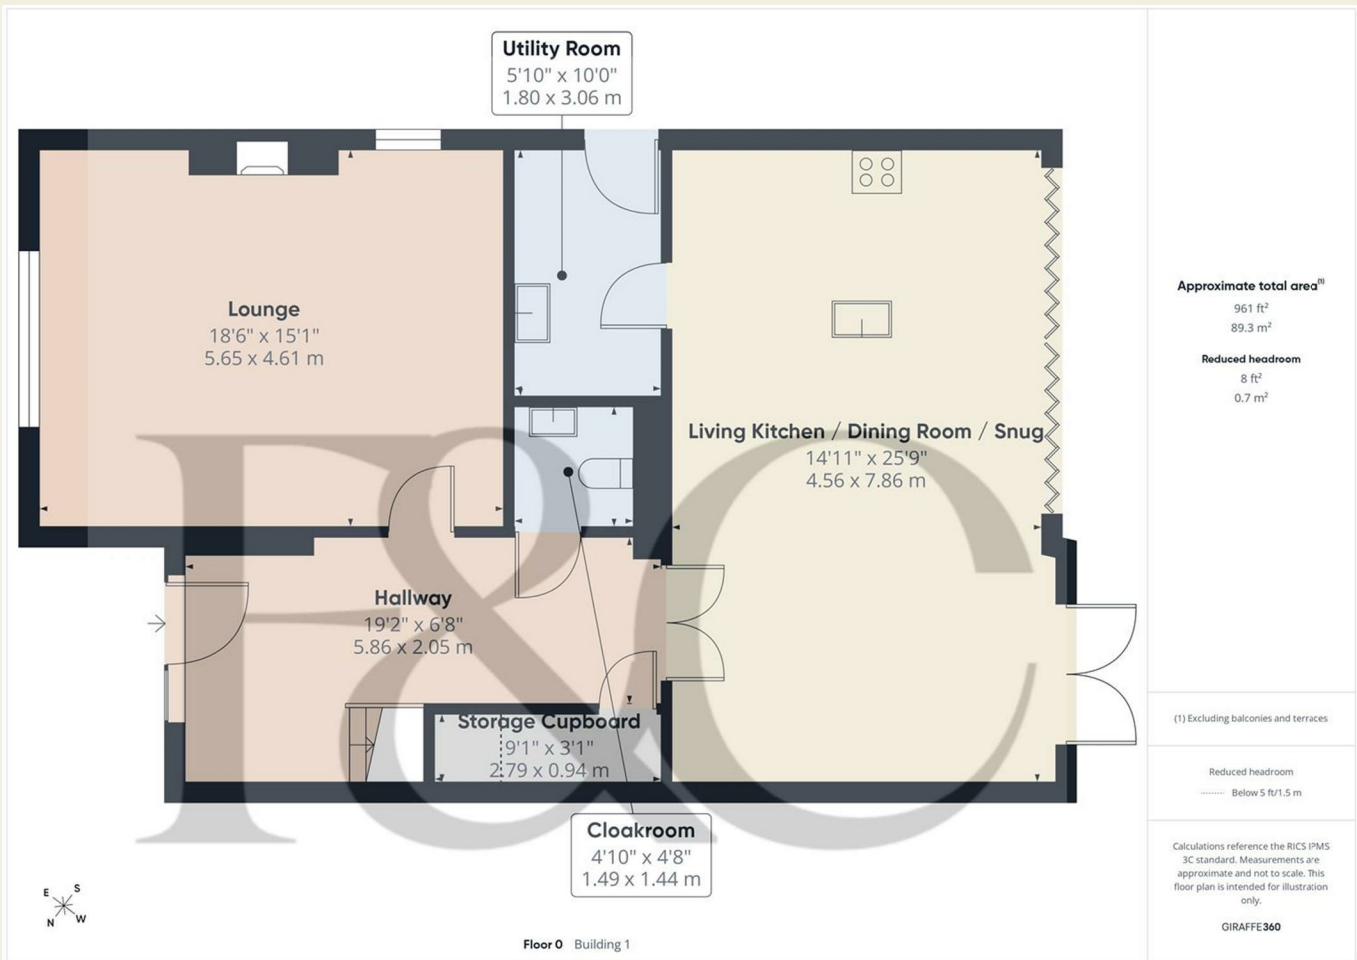 Utility Room
5'10" x 10'0"
1.80 x 3.06 m
Lounge
18'6" x 15'1"
5.65 x 4.61 m
Living Kitchen / Dining Room / Snug
14'11" x 25'9"
4.56 x 7.86 m
Hallway
19'2" x 6'8"
5.86 x 2.05 m
Storage Cupboard
9'1" x 3'1"
2.79 x 0.94 m
Cloakroom
4'10" x 4'8"
1.49 x 1.44 m
F&C
E S
N W
Floor 0 Building 1
Approximate total area(1)
961 ft²
89.3 m²
Reduced headroom
8 ft²
0.7 m²
(1) Excluding balconies and terraces
Reduced headroom
Below 5 ft/1.5 m
Calculations reference the RICS IPMS
3C standard. Measurements are
approximate and not to scale. This
floor plan is intended for illustration
only.
GIRAFFE360